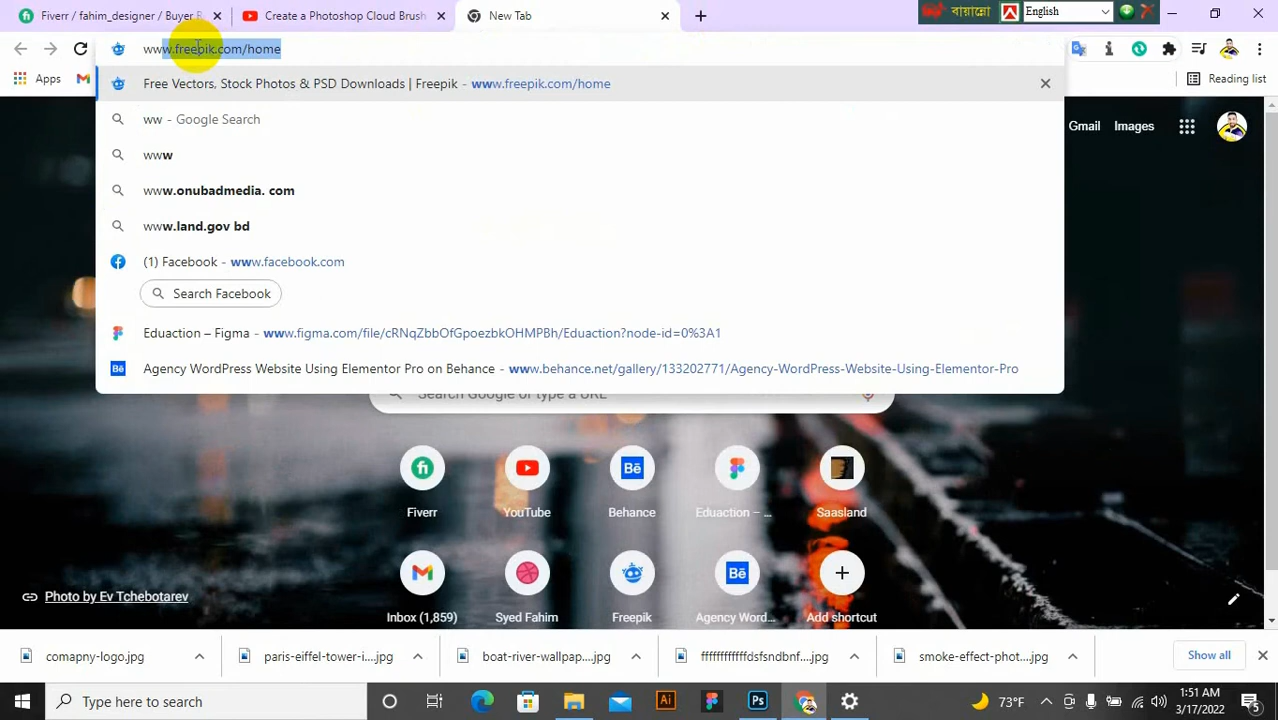 Fiverr / fahim_designer / Buyer R
Create a Photoshop Cloud Brush
New Tab
বায়ান্নো
English
www.freepik.com/home
Apps
Reading list
Free Vectors, Stock Photos & PSD Downloads | Freepik - www.freepik.com/home
ww - Google Search
www
www.onubadmedia. com
www.land.gov bd
(1) Facebook - www.facebook.com
Search Facebook
Eduaction – Figma - www.figma.com/file/cRNqZbbOfGpoezbkOHMPBh/Eduaction?node-id=0%3A1
Agency WordPress Website Using Elementor Pro on Behance - www.behance.net/gallery/133202771/Agency-WordPress-Website-Using-Elementor-Pro
Gmail Images
Search Google or type a URL
Fiverr YouTube Behance Eduaction – ... Saasland
Inbox (1,859) Syed Fahim Freepik Agency Word... Add shortcut
Photo by Ev Tchebotarev
comapny-logo.jpg
paris-eiffel-tower-i....jpg
boat-river-wallpap....jpg
ffffffffffffdsfsndbnf....jpg
smoke-effect-phot....jpg
Show all
Type here to search
Ai
Ps
73°F
1:51 AM
3/17/2022
5